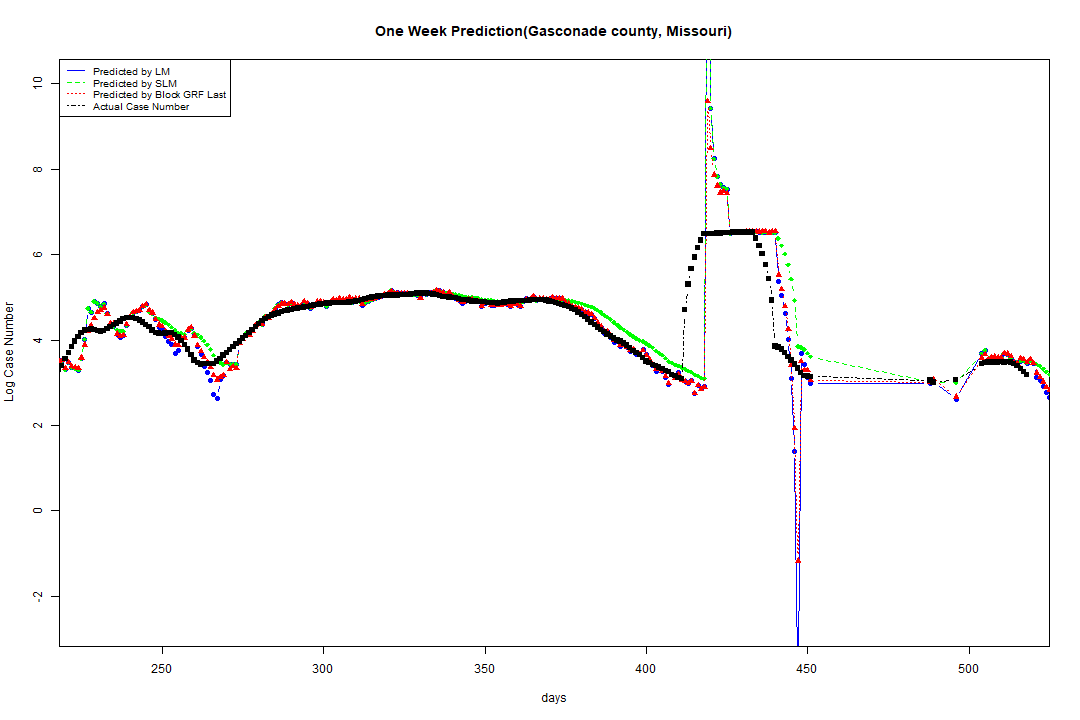 One Week Prediction(Gasconade county, Missouri)
Predicted by LM
Predicted by SLM
Predicted by Block GRF Last
Actual Case Number
10
8
6
4
2
0
-2
Log Case Number
250
300
350
400
450
500
days